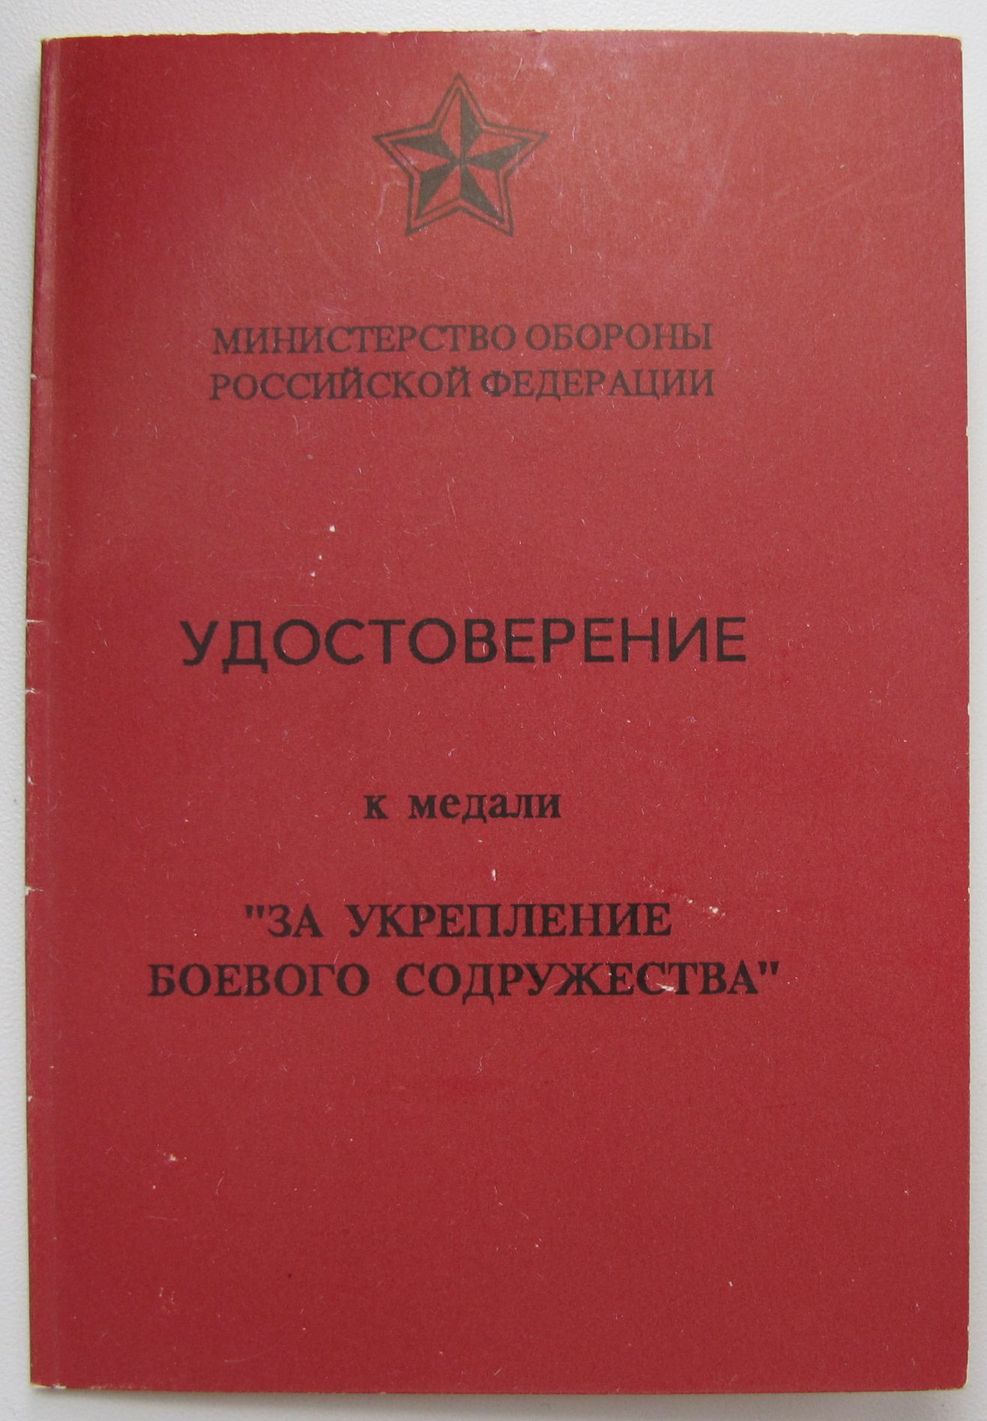 МИНИСТЕРСТВО ОБОРОНЫ
РОССИЙСКОЙ ФЕДЕРАЦИИ
УДОСТОВЕРЕНИЕ
к медали
"ЗА УКРЕПЛЕНИЕ
БОЕВОГО СОДРУЖЕСТВА"